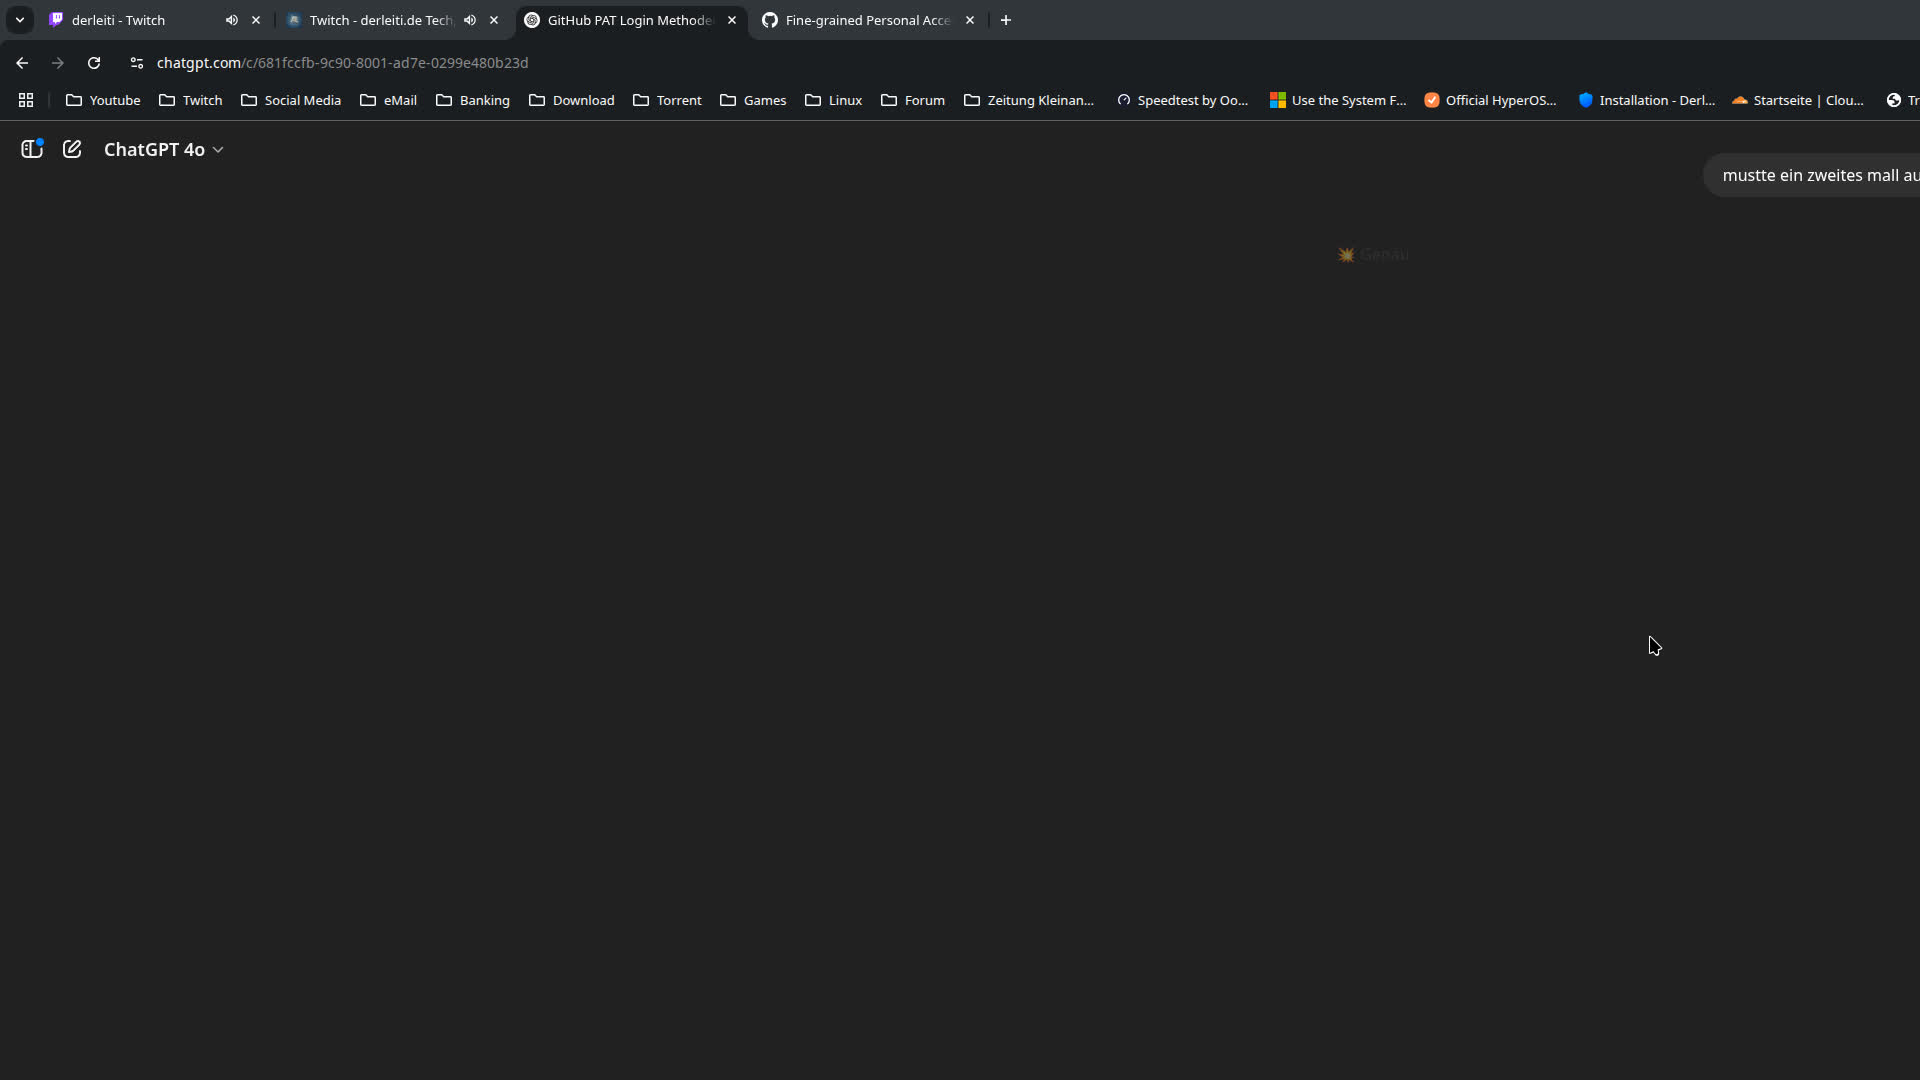 derleiti - Twitch
Twitch - derleiti.de Tech
GitHub PAT Login Methode
Fine-grained Personal Acce
chatgpt.com/c/681fccfb-9c90-8001-ad7e-0299e480b23d
Youtube Twitch Social Media eMail Banking Download Torrent Games Linux Forum Zeitung Kleinan... Speedtest by Oo... Use the System F... Official HyperOS... Installation - Derl... Startseite | Clou... Tr
ChatGPT 4o
mustte ein zweites mall au
💥 Genau